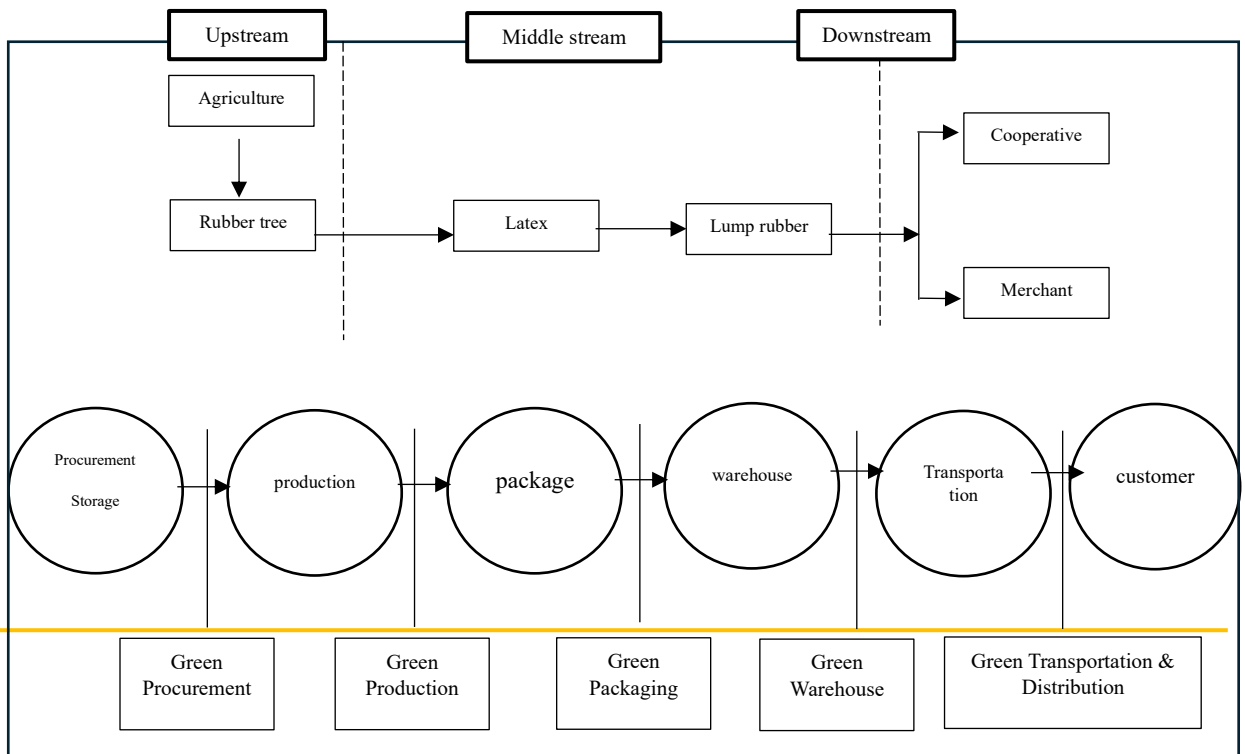 Upstream
Middle stream
Downstream
Agriculture
Cooperative
Rubber tree
Latex
Lump rubber
Merchant
Procurement
Storage
production
package
warehouse
Transporta
tion
customer
Green
Procurement
Green
Production
Green
Packaging
Green
Warehouse
Green Transportation &
Distribution